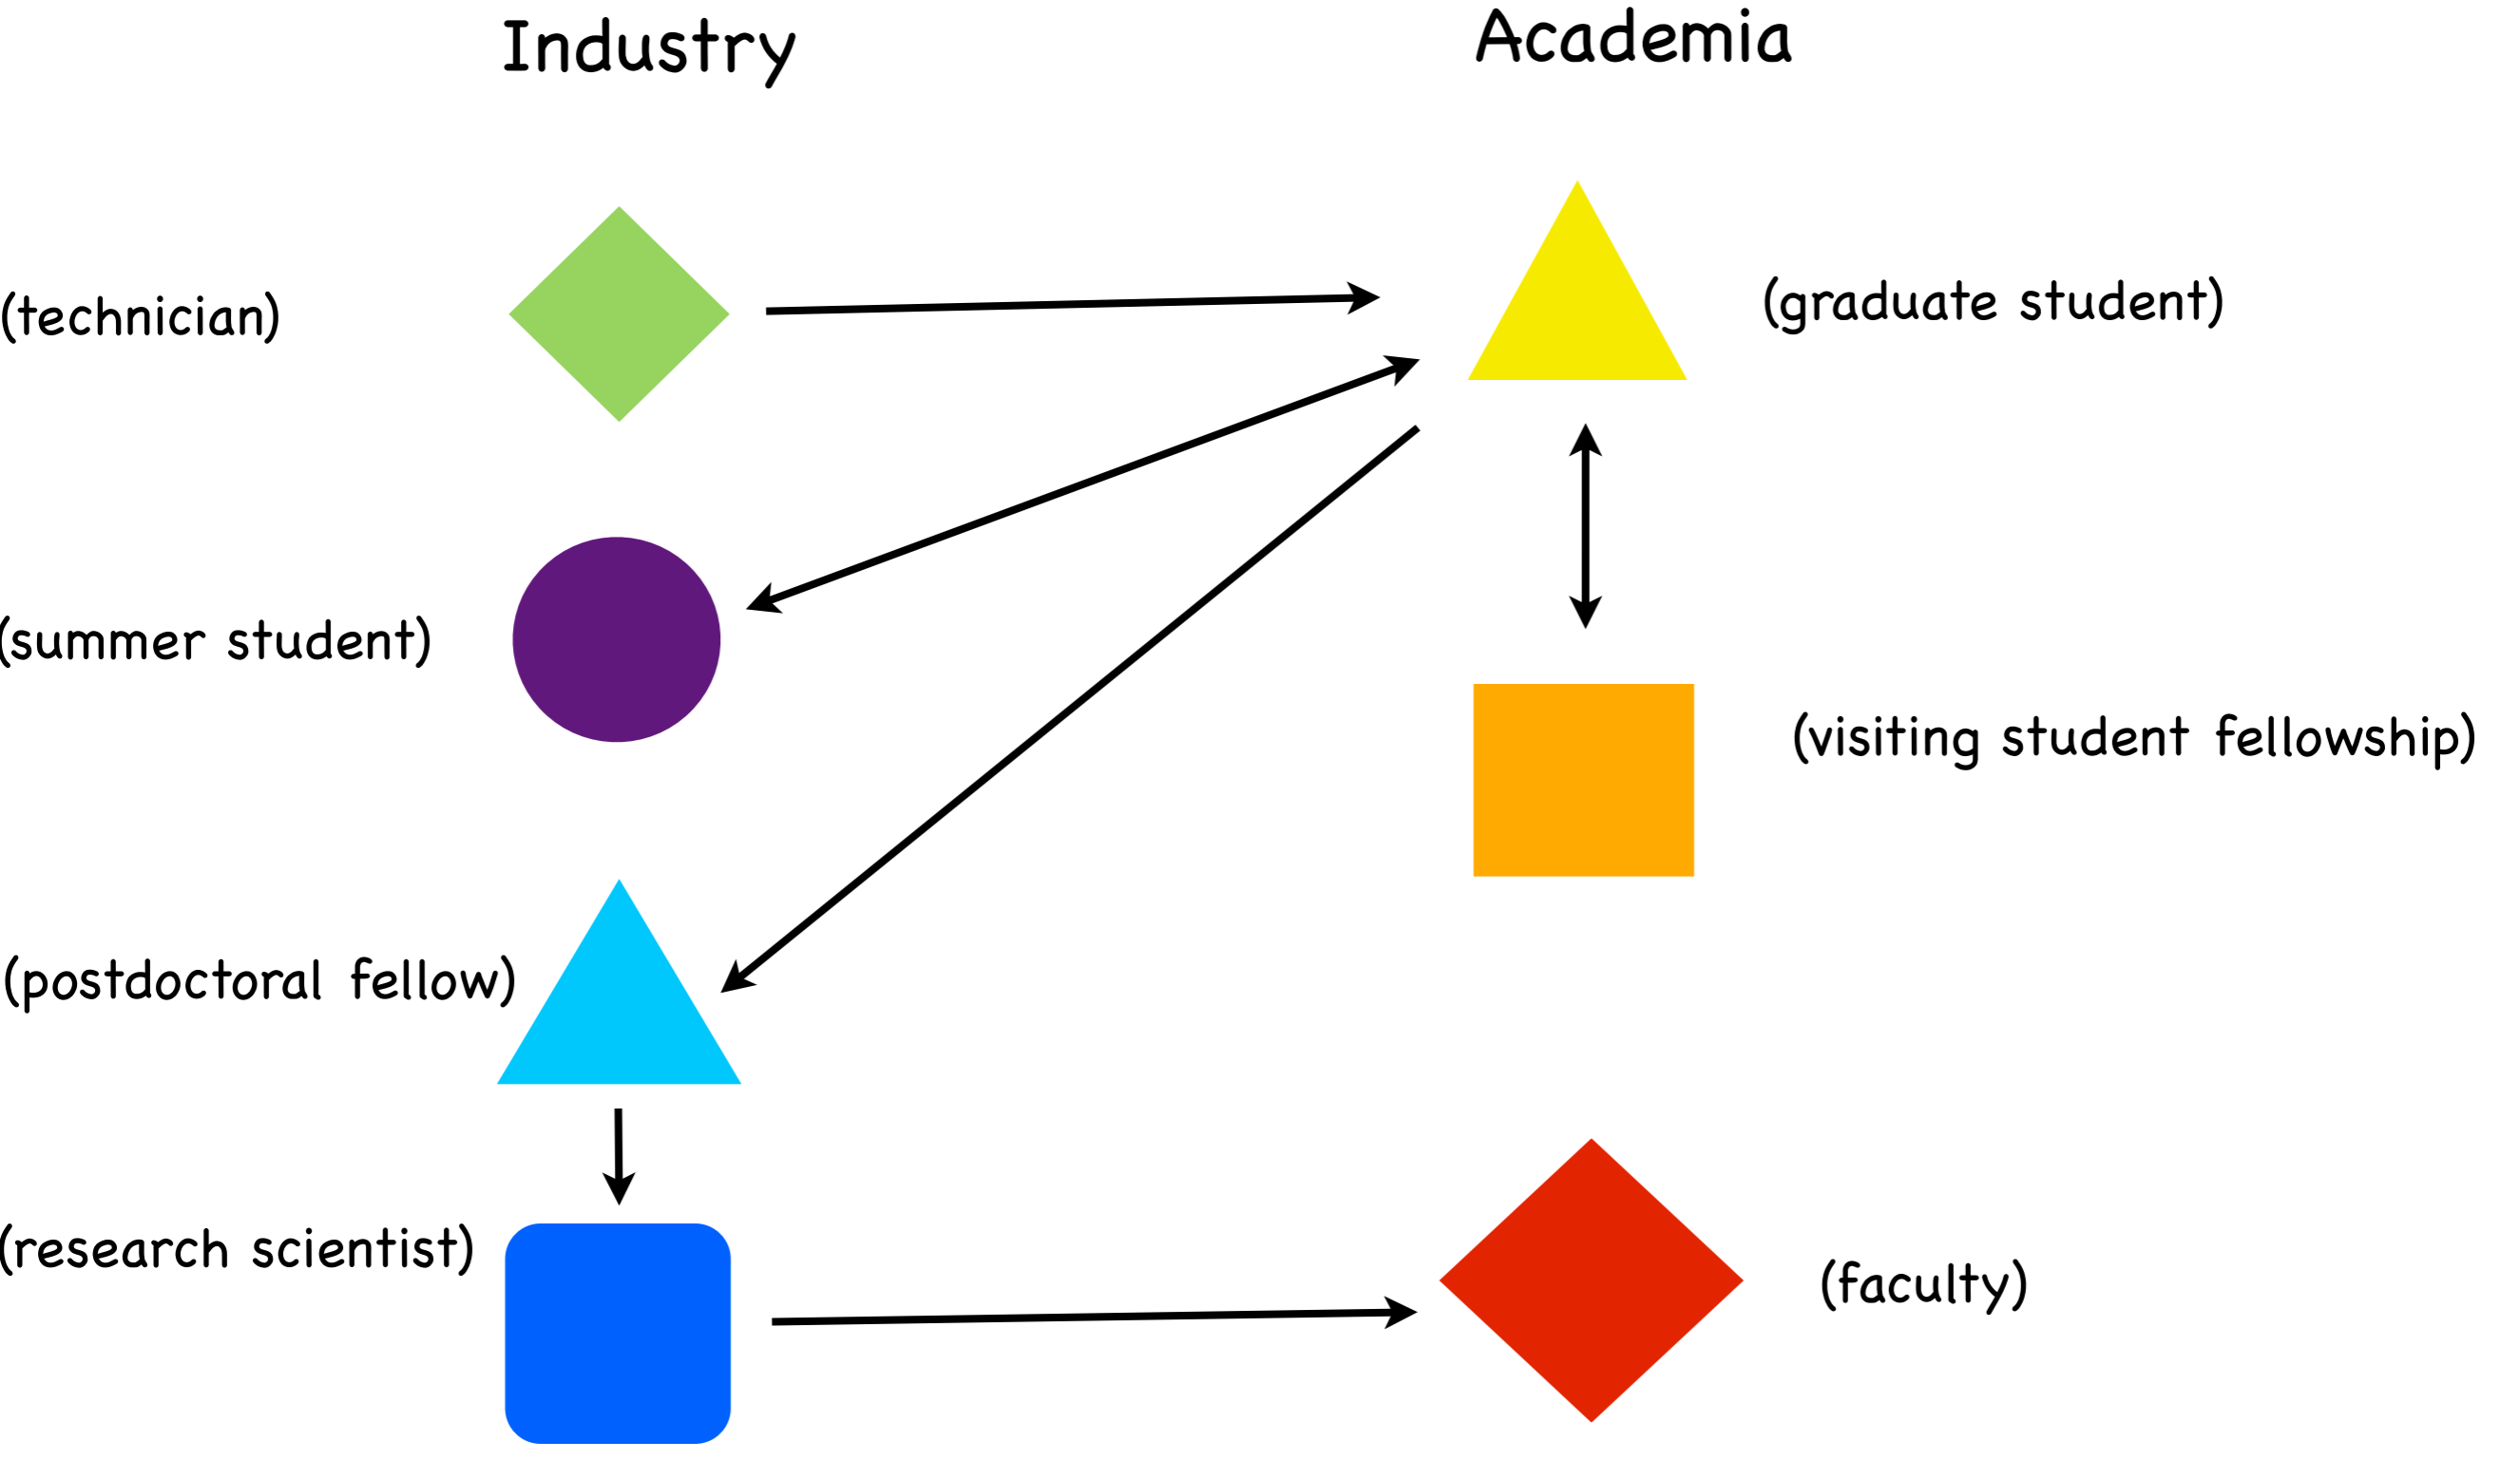 Industry
Academia
(technician)
(graduate student)
(summer student)
(visiting student fellowship)
(postdoctoral fellow)
(research scientist)
(faculty)